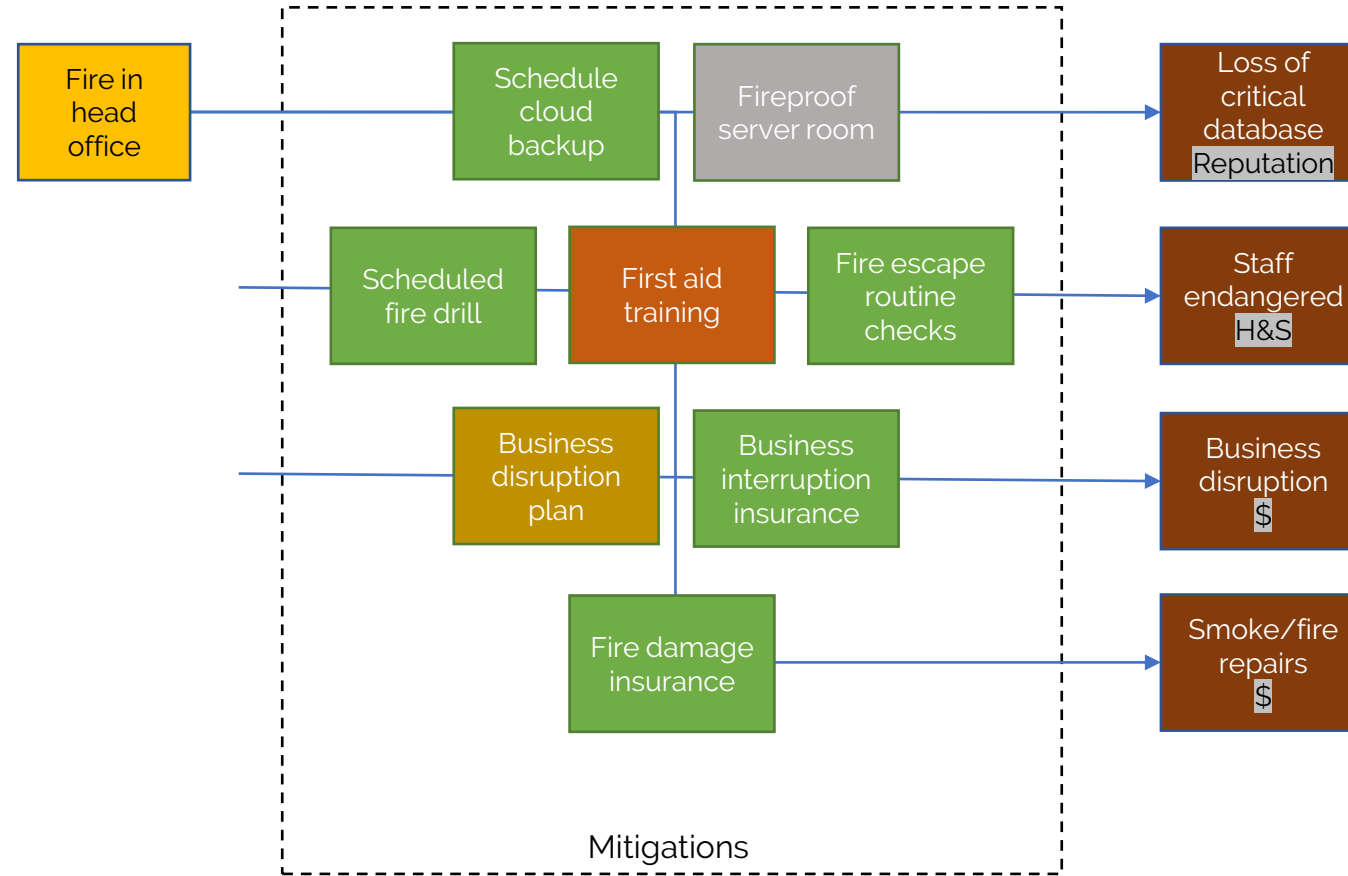 Fire in
head
office
Schedule
cloud
backup
Fireproof
server room
Loss of
critical
database
Reputation
Scheduled
fire drill
First aid
training
Fire escape
routine
checks
Staff
endangered
H&S
Business
disruption
plan
Business
interruption
insurance
Business
disruption
$
Fire damage
insurance
Smoke/fire
repairs
$
Mitigations